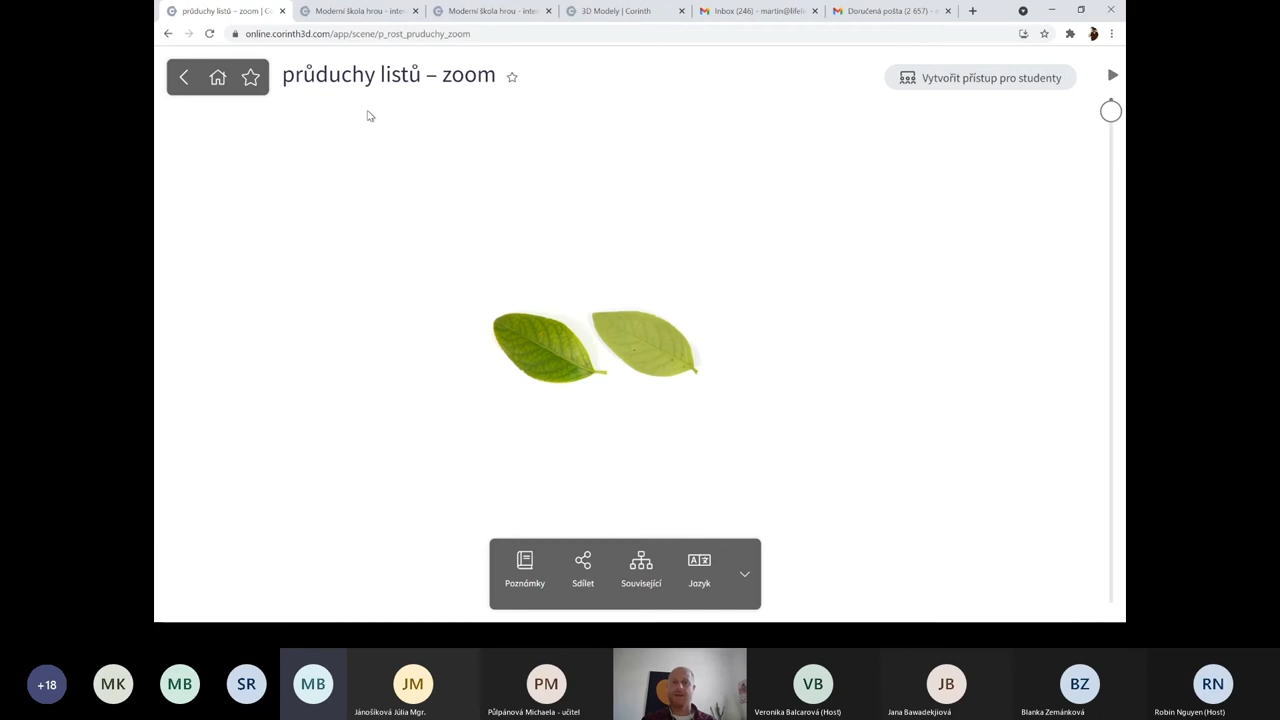 průduchy listů – zoom | Co
Moderní škola hrou - inte
Moderní škola hrou - inte
3D Modely | Corinth
Inbox (246) - martin@lifeli
Doručená pošta (2 657) -
online.corinth3d.com/app/scene/p_rost_pruduchy_zoom
průduchy listů – zoom
Vytvořit přístup pro studenty
Poznámky
Sdílet
Související
Jazyk
+18
MK
MB
SR
MB
JM
Jánošíková Júlia Mgr.
PM
Půlpánová Michaela - učitel
VB
Veronika Balcarová (Host)
JB
Jana Bawadekjiová
BZ
Blanka Zemánková
RN
Robin Nguyen (Host)